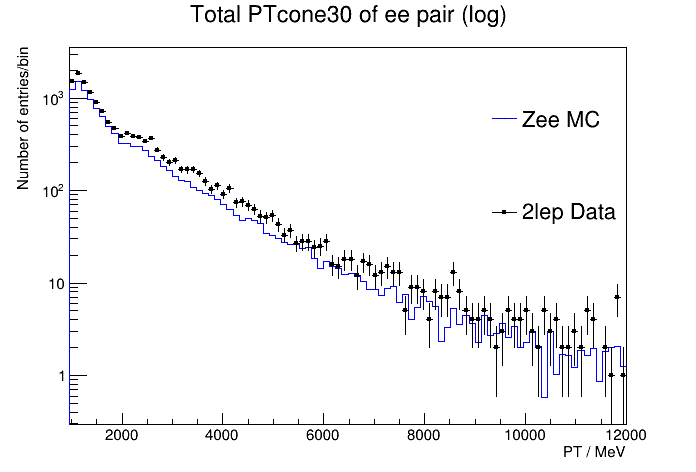 Total PTcone30 of ee pair (log)
Number of entries/bin
10³
10²
10
1
Zee MC
2lep Data
2000 4000 6000 8000 10000 12000
PT / MeV